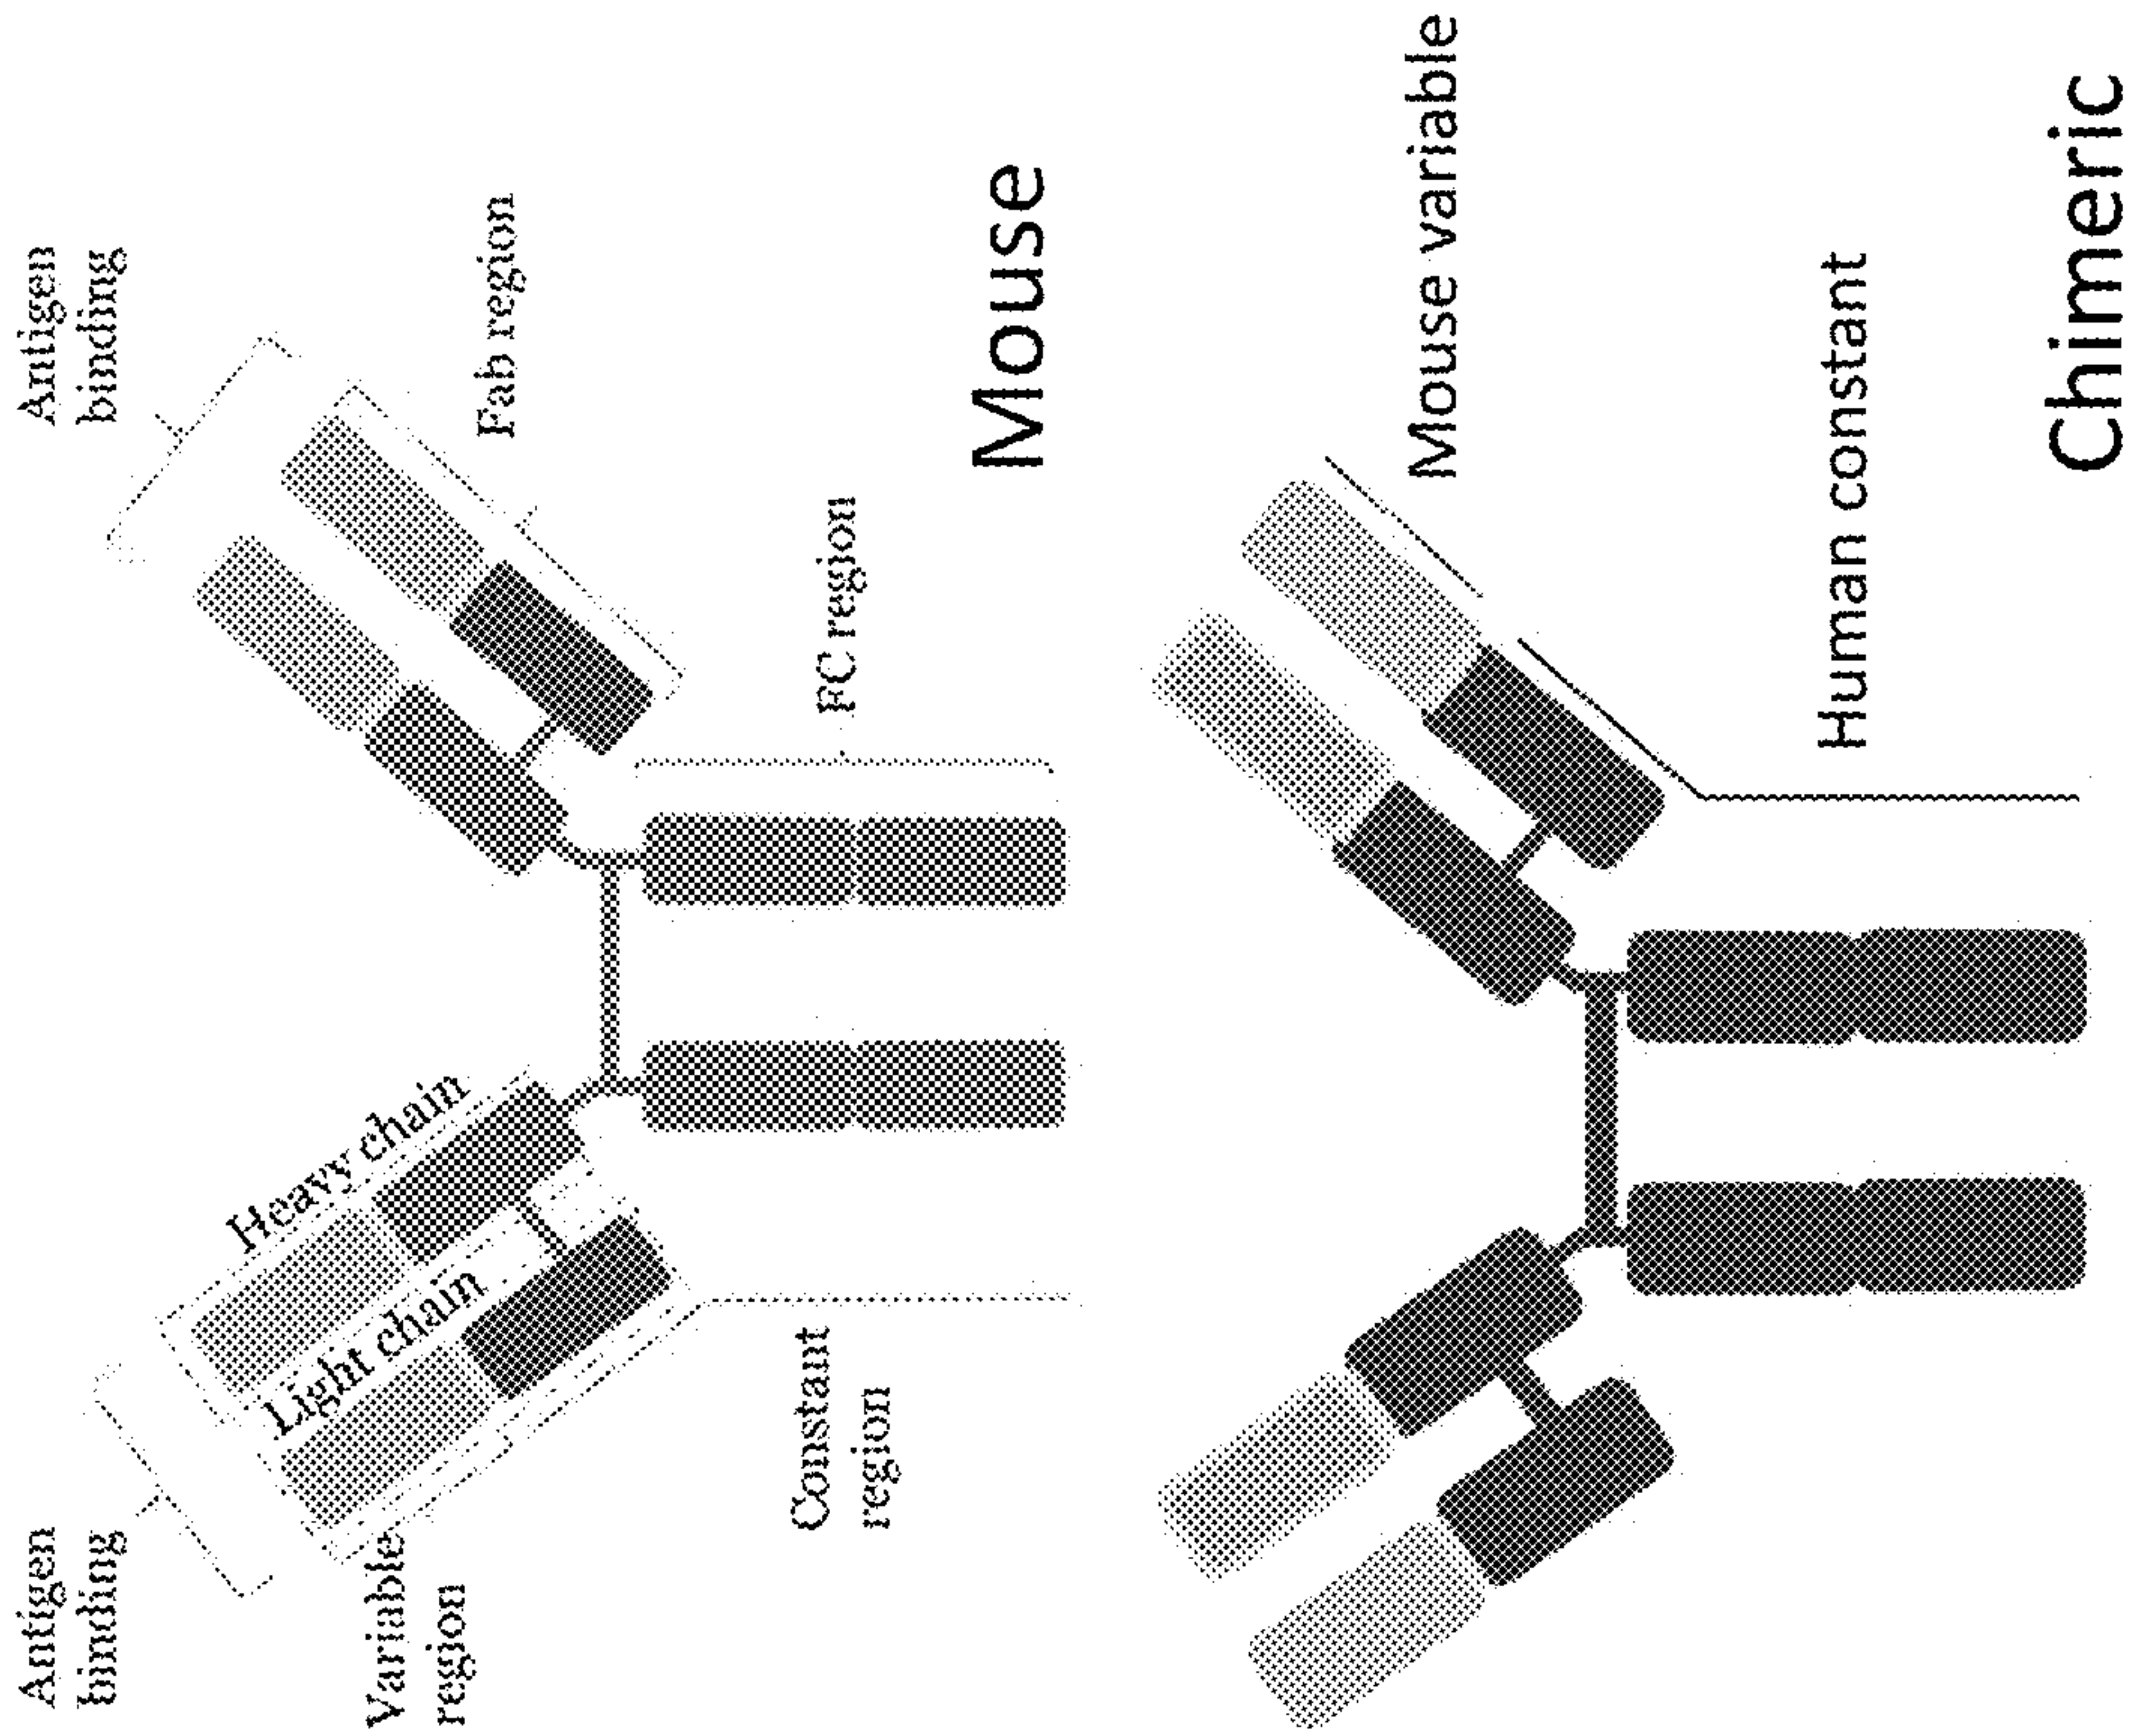 Antigen
binding
Antigen
binding
Variable
region
Heavy chain
Light chain
Fab region
Constant
region
FC region
Mouse
Mouse variable
Human constant
Chimeric